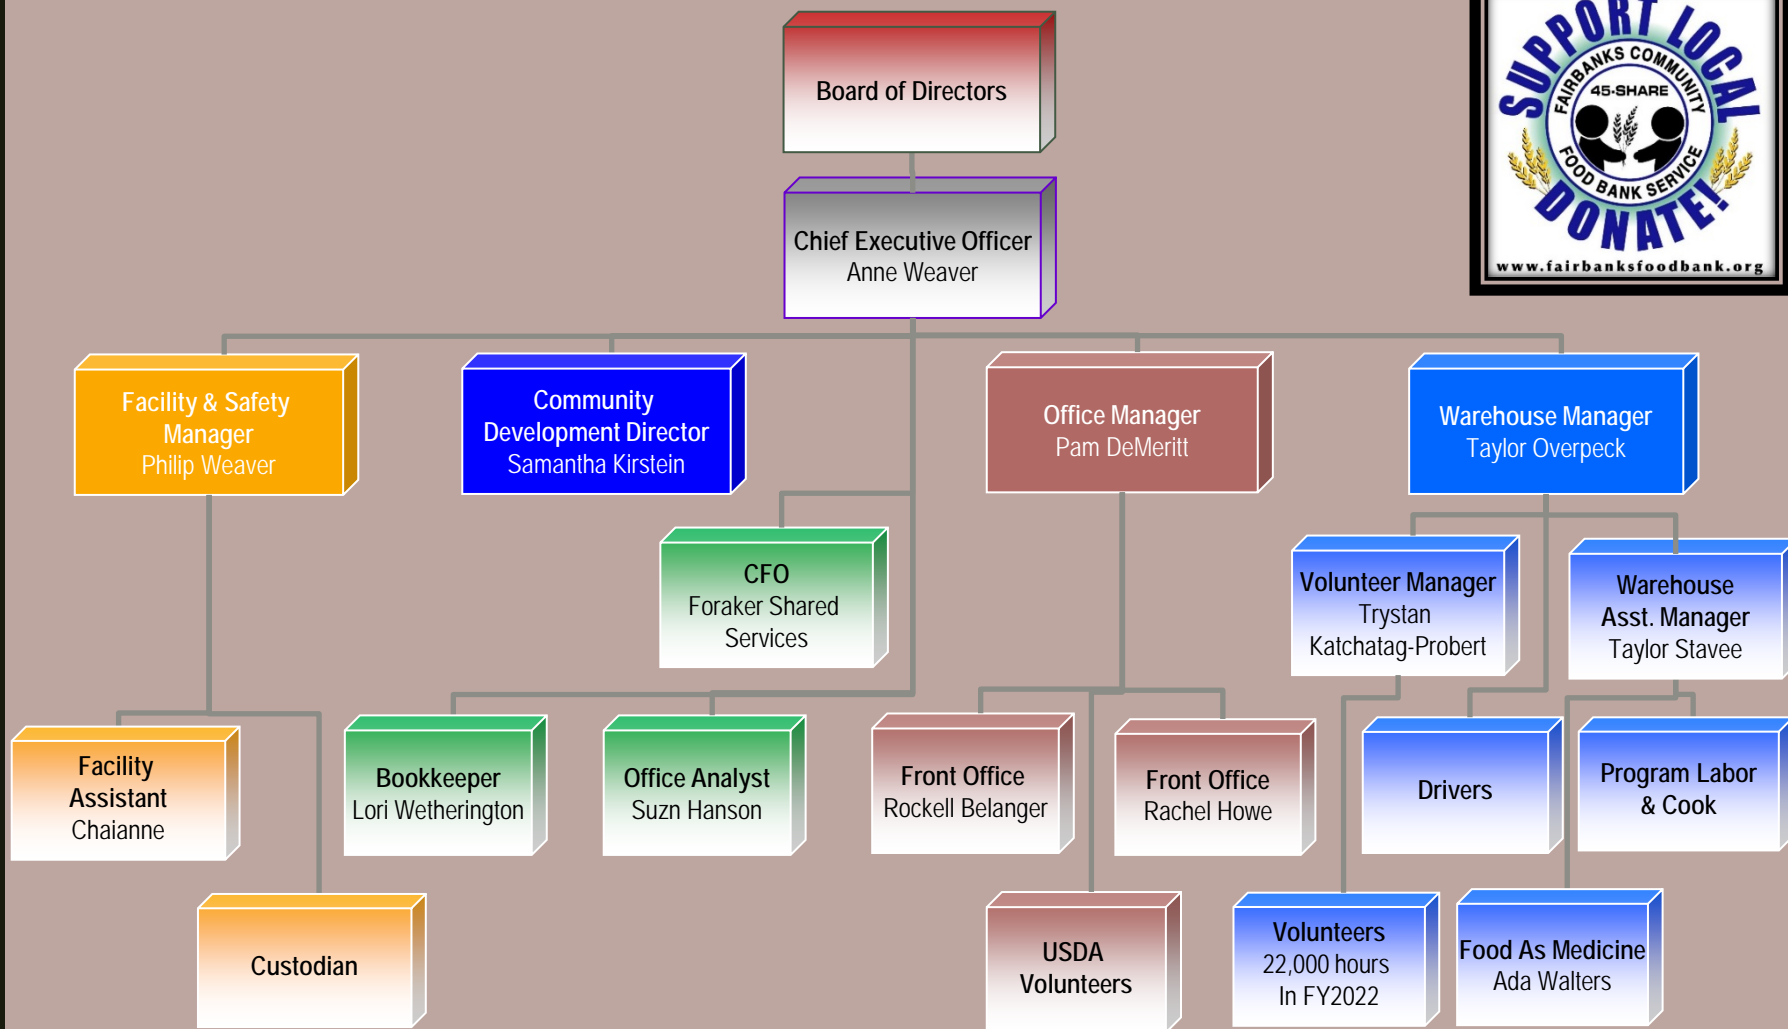 SUPPORT LOCAL
FAIRBANKS COMMUNITY
45-SHARE
FOOD BANK SERVICE
DONATE!
www.fairbanksfoodbank.org
Board of Directors
Chief Executive Officer
Anne Weaver
Facility & Safety
Manager
Philip Weaver
Community
Development Director
Samantha Kirstein
Office Manager
Pam DeMeritt
Warehouse Manager
Taylor Overpeck
CFO
Foraker Shared
Services
Volunteer Manager
Trystan
Katchatag-Probert
Warehouse
Asst. Manager
Taylor Stavee
Facility
Assistant
Chaianne
Bookkeeper
Lori Wetherington
Office Analyst
Suzn Hanson
Front Office
Rockell Belanger
Front Office
Rachel Howe
Drivers
Program Labor
& Cook
Custodian
USDA
Volunteers
Volunteers
22,000 hours
In FY2022
Food As Medicine
Ada Walters